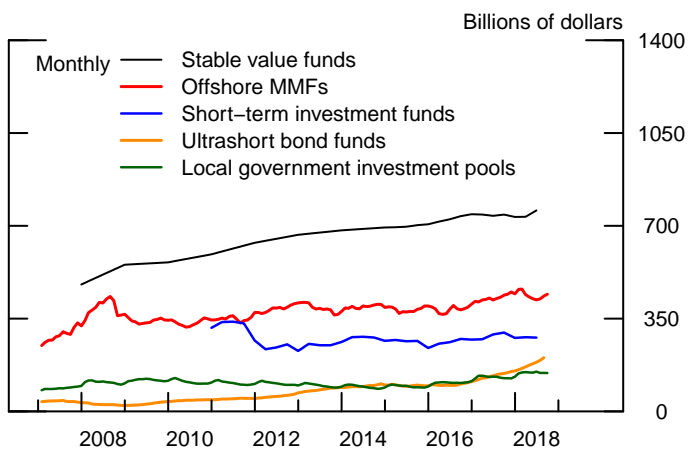 Billions of dollars
Monthly
Stable value funds
Offshore MMFs
Short−term investment funds
Ultrashort bond funds
Local government investment pools
1400
1050
700
350
0
2008 2010 2012 2014 2016 2018